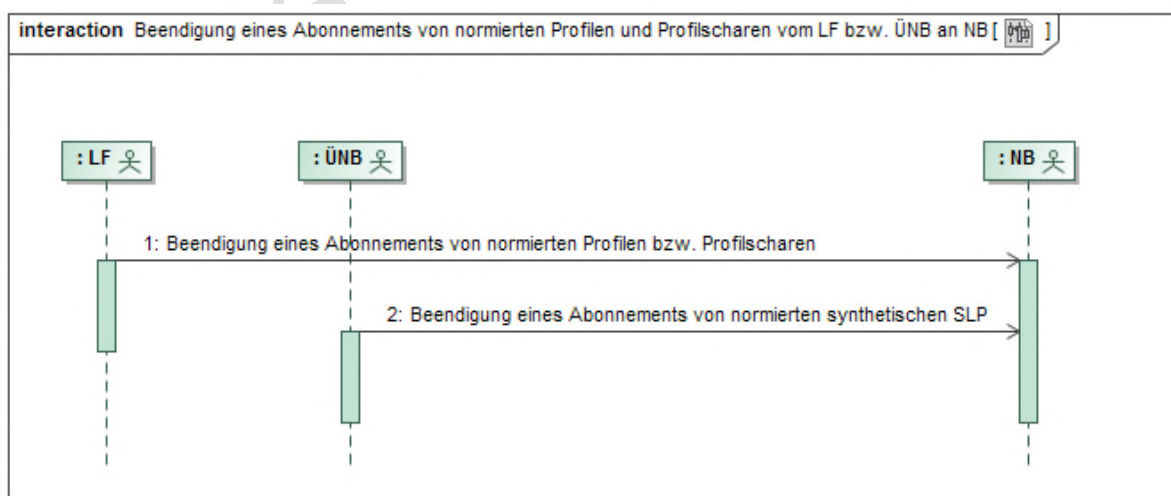 interaction Beendigung eines Abonnements von normierten Profilen und Profilscharen vom LF bzw. ÜNB an NB [ ]
: LF
: ÜNB
: NB
1: Beendigung eines Abonnements von normierten Profilen bzw. Profilscharen
2: Beendigung eines Abonnements von normierten synthetischen SLP